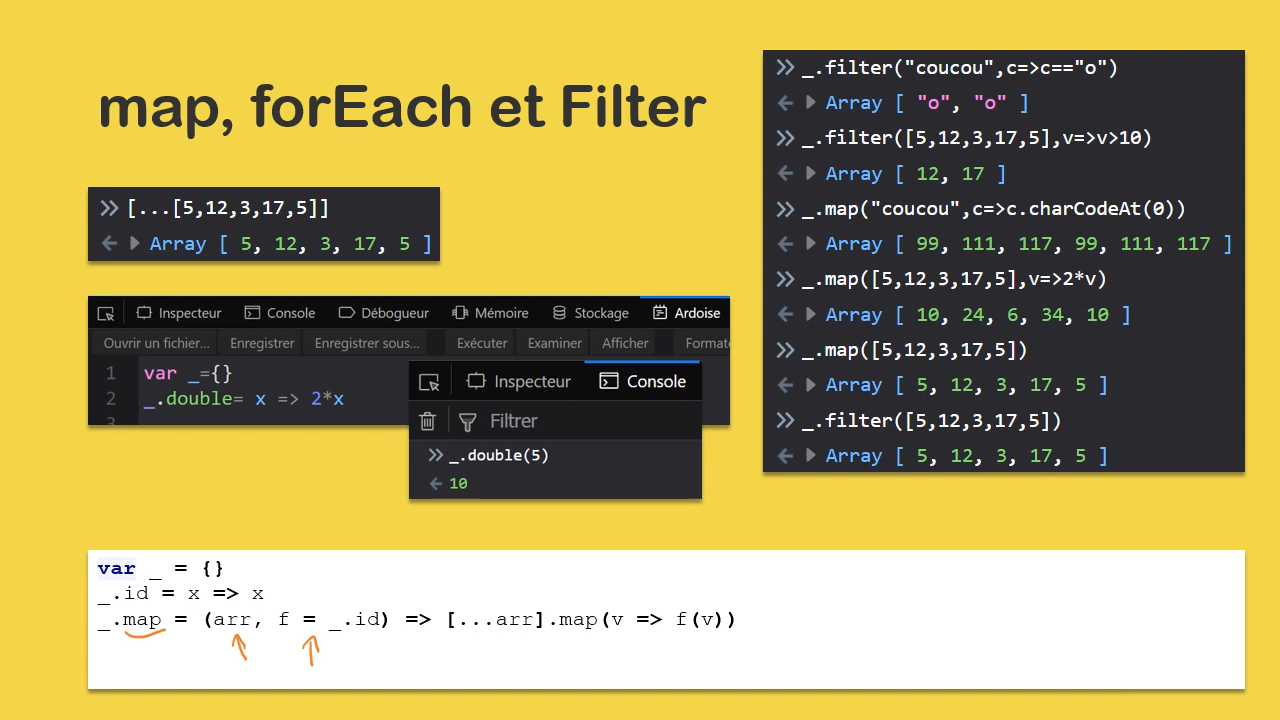 map, forEach et Filter
[...[5,12,3,17,5]]
Array [ 5, 12, 3, 17, 5 ]
Inspecteur Console Débogueur Mémoire Stockage Ardoise
Ouvrir un fichier... Enregistrer Enregistrer sous... Exécuter Examiner Afficher Formate
1 var _={}
2 _.double= x => 2*x
3
Inspecteur Console
Filtrer
_.double(5)
10
_.filter("coucou",c=>c=="o")
Array [ "o", "o" ]
_.filter([5,12,3,17,5],v=>v>10)
Array [ 12, 17 ]
_.map("coucou",c=>c.charCodeAt(0))
Array [ 99, 111, 117, 99, 111, 117 ]
_.map([5,12,3,17,5],v=>2*v)
Array [ 10, 24, 6, 34, 10 ]
_.map([5,12,3,17,5])
Array [ 5, 12, 3, 17, 5 ]
_.filter([5,12,3,17,5])
Array [ 5, 12, 3, 17, 5 ]
var _ = {}
_.id = x => x
_.map = (arr, f = _.id) => [...arr].map(v => f(v))